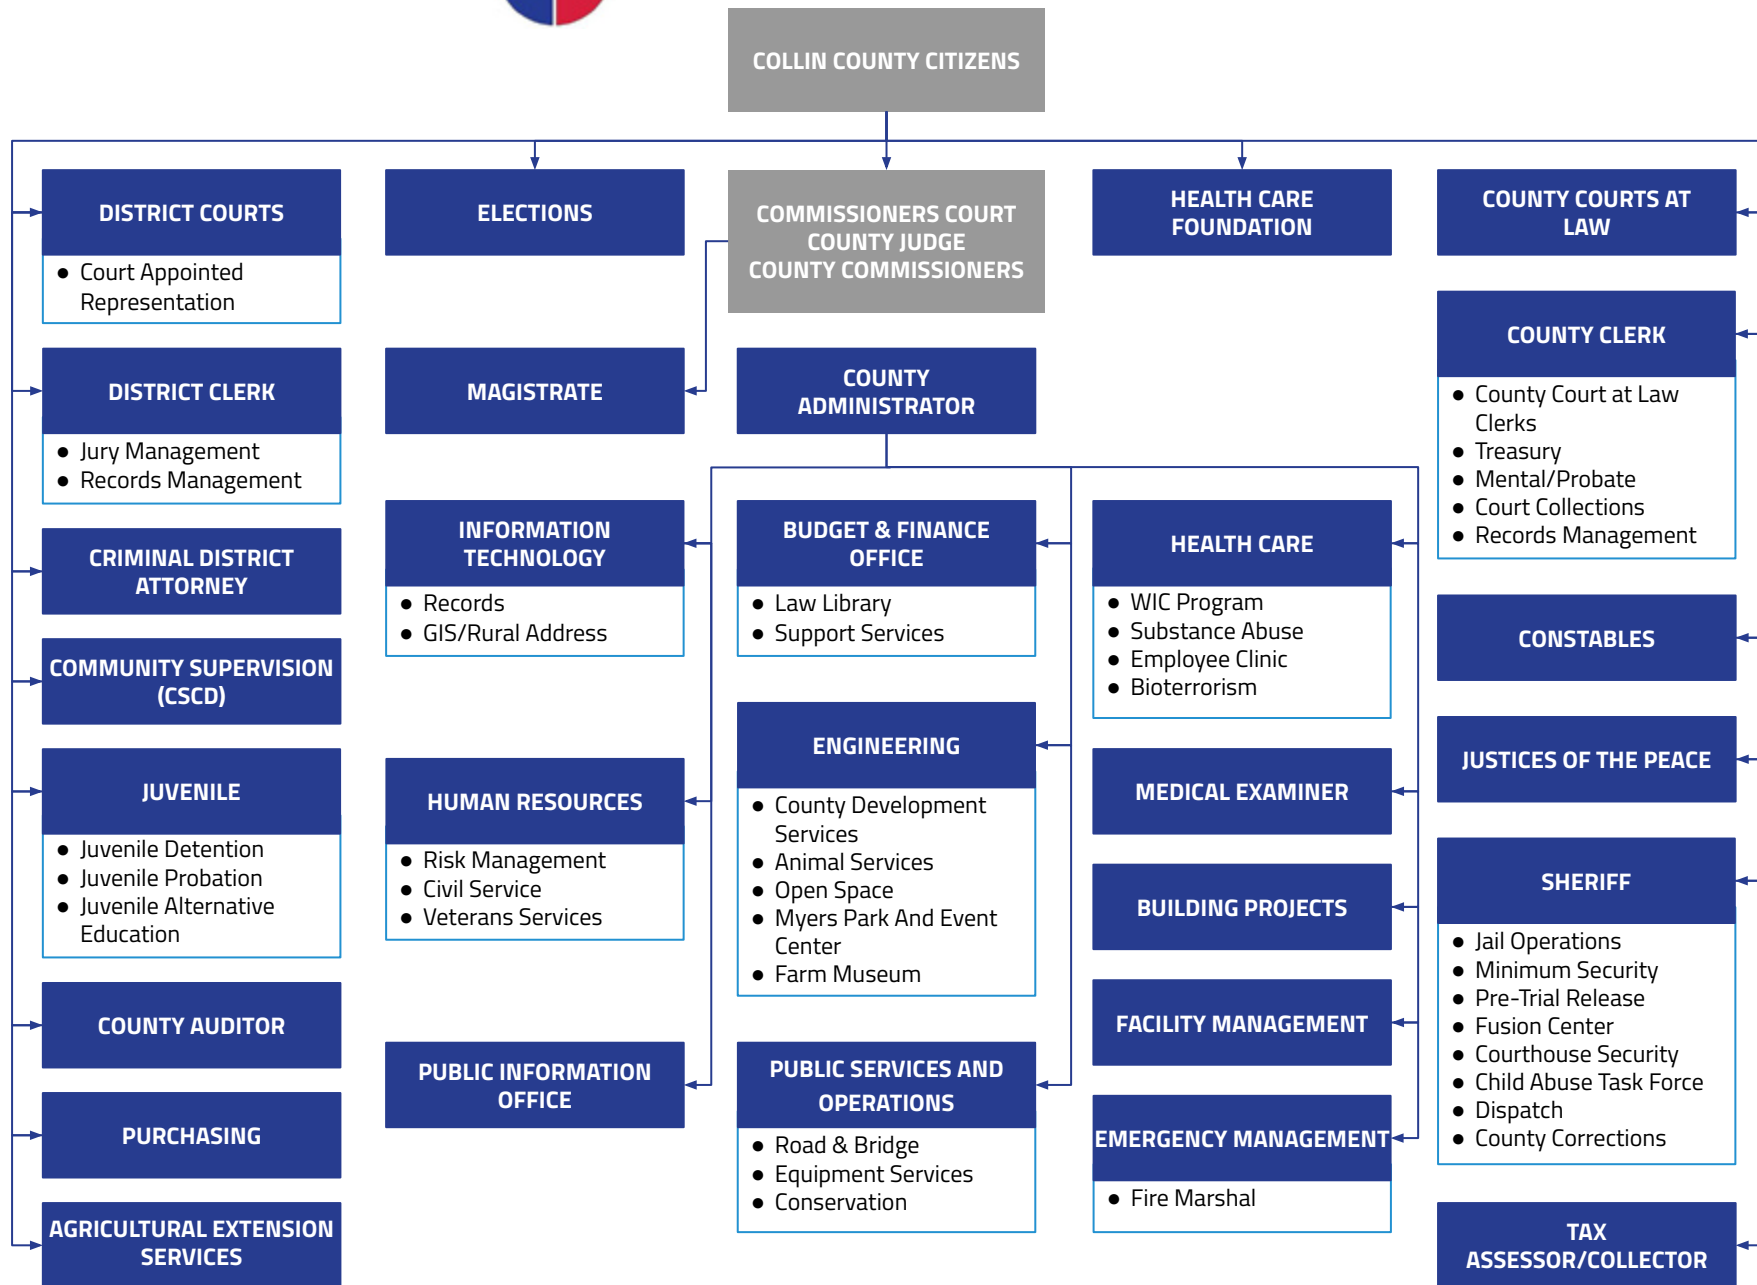 COLLIN COUNTY CITIZENS
DISTRICT COURTS
● Court Appointed
Representation
ELECTIONS
COMMISSIONERS COURT
COUNTY JUDGE
COUNTY COMMISSIONERS
HEALTH CARE
FOUNDATION
COUNTY COURTS AT
LAW
DISTRICT CLERK
● Jury Management
● Records Management
MAGISTRATE
COUNTY
ADMINISTRATOR
COUNTY CLERK
● County Court at Law
Clerks
● Treasury
● Mental/Probate
● Court Collections
● Records Management
CRIMINAL DISTRICT
ATTORNEY
INFORMATION
TECHNOLOGY
● Records
● GIS/Rural Address
BUDGET & FINANCE
OFFICE
● Law Library
● Support Services
HEALTH CARE
● WIC Program
● Substance Abuse
● Employee Clinic
● Bioterrorism
CONSTABLES
COMMUNITY SUPERVISION
(CSCD)
JUVENILE
● Juvenile Detention
● Juvenile Probation
● Juvenile Alternative
Education
HUMAN RESOURCES
● Risk Management
● Civil Service
● Veterans Services
ENGINEERING
● County Development
Services
● Animal Services
● Open Space
● Myers Park And Event
Center
● Farm Museum
MEDICAL EXAMINER
JUSTICES OF THE PEACE
BUILDING PROJECTS
SHERIFF
● Jail Operations
● Minimum Security
● Pre-Trial Release
● Fusion Center
● Courthouse Security
● Child Abuse Task Force
● Dispatch
● County Corrections
COUNTY AUDITOR
FACILITY MANAGEMENT
PUBLIC INFORMATION
OFFICE
PUBLIC SERVICES AND
OPERATIONS
● Road & Bridge
● Equipment Services
● Conservation
PURCHASING
EMERGENCY MANAGEMENT
● Fire Marshal
AGRICULTURAL EXTENSION
SERVICES
TAX
ASSESSOR/COLLECTOR